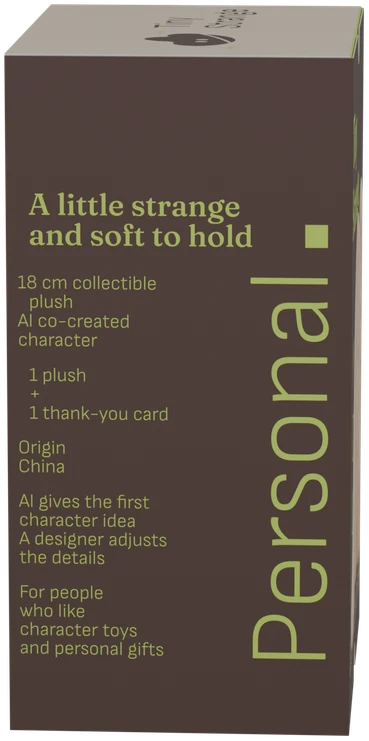 Tiny
Strange
A little strange
and soft to hold
18 cm collectible
plush
AI co-created
character
1 plush
+
1 thank-you card
Origin
China
AI gives the first
character idea
A designer adjusts
the details
For people
who like
character toys
and personal gifts
Personal.